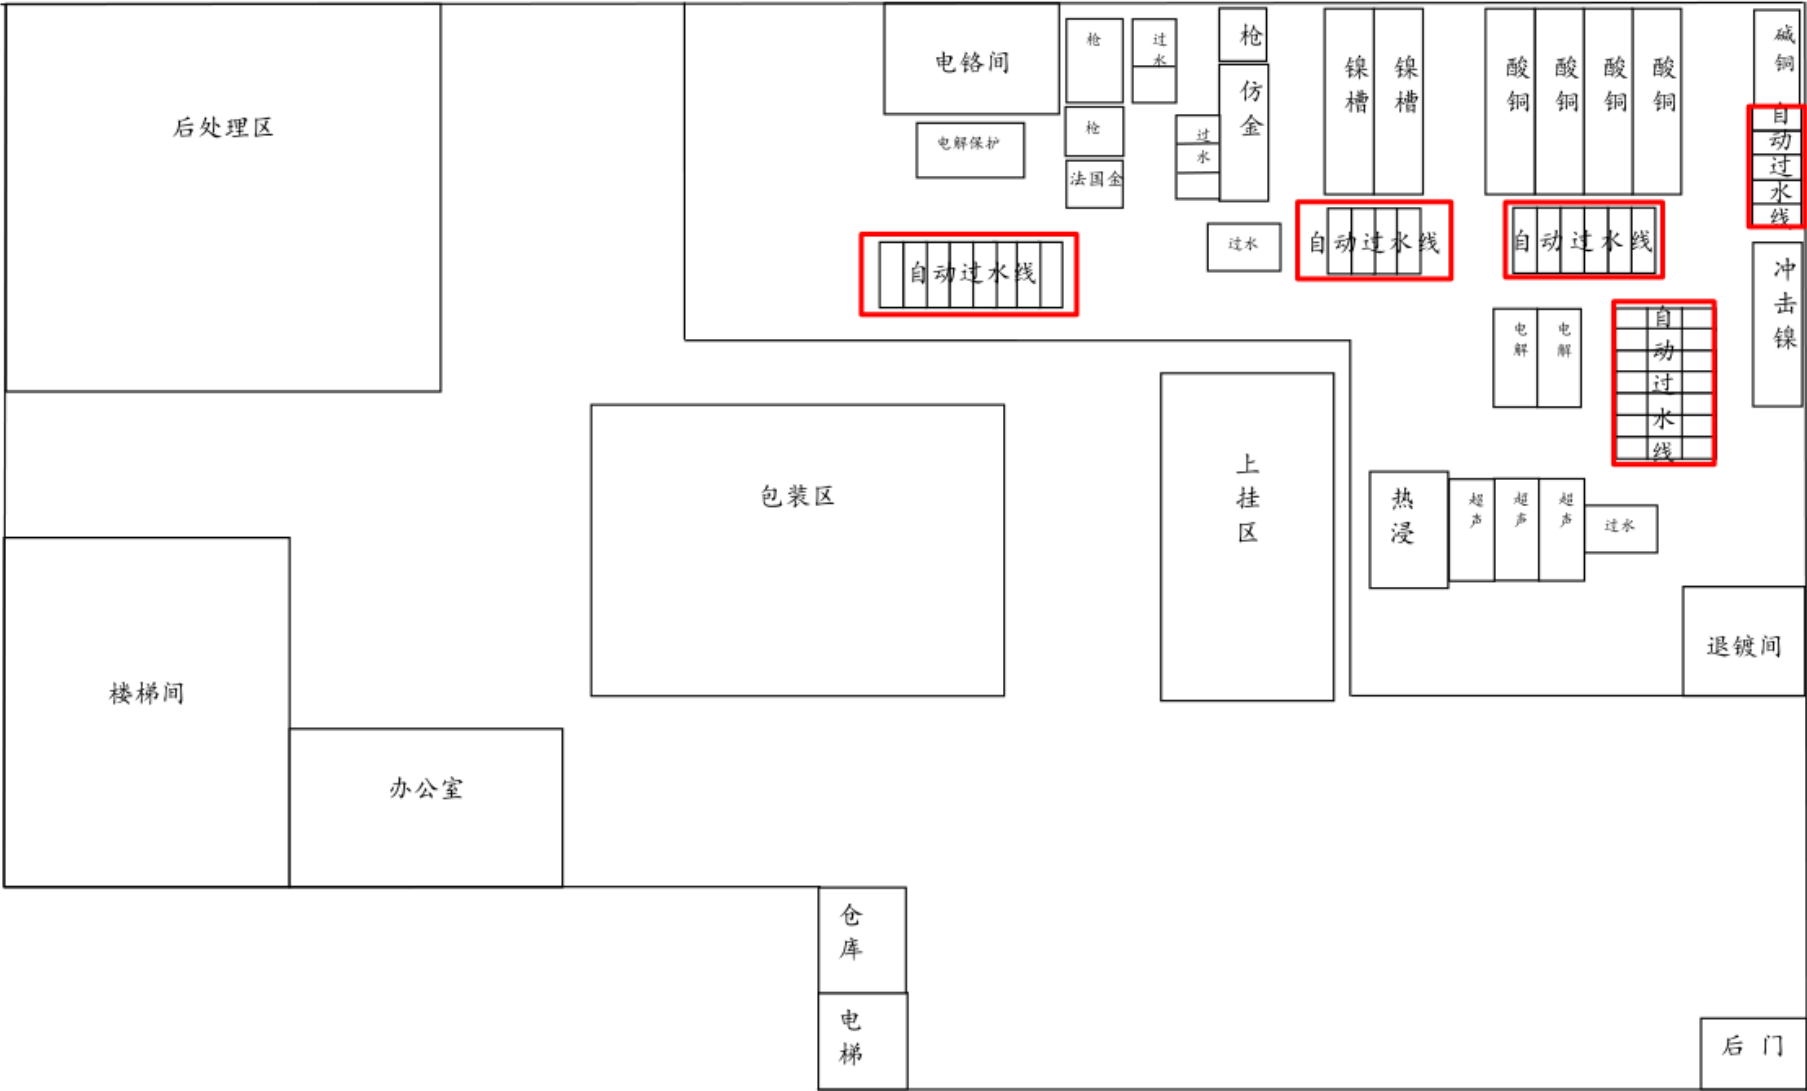 后处理区
电铬间
电解保护
枪
枪
法国金
过水
过水
枪
仿金
过水
镍槽
镍槽
酸铜
酸铜
酸铜
酸铜
碱铜
自动过水线
自动过水线
自动过水线
自动过水线
冲击镍
电解
电解
自动过水线
包装区
上挂区
热浸
超声
超声
超声
过水
退镀间
楼梯间
办公室
仓库
电梯
后门